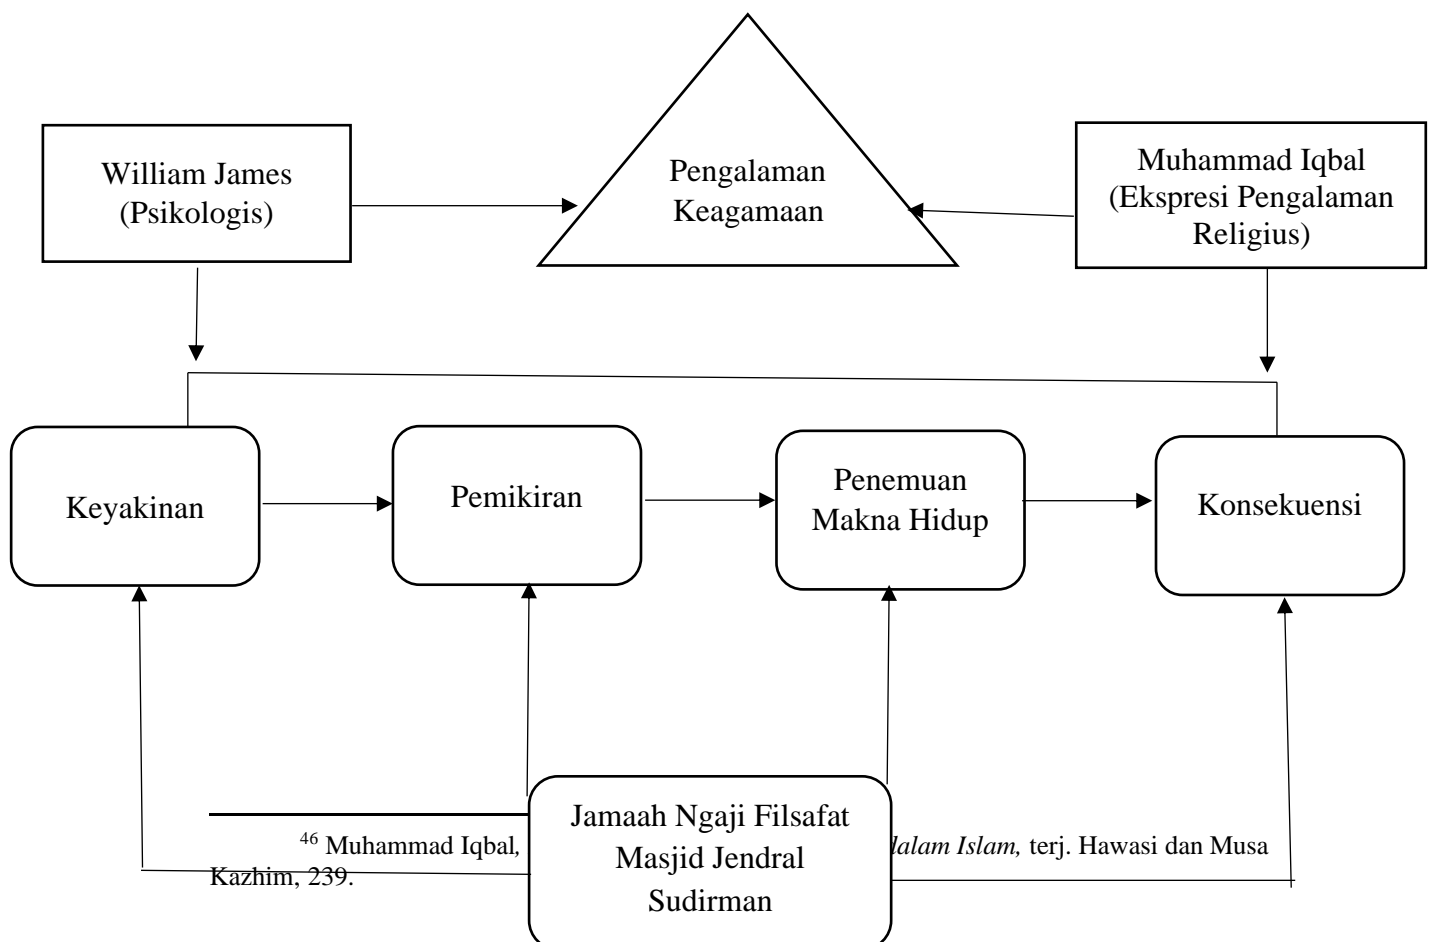 Pengalaman
Keagamaan
William James
(Psikologis)
Muhammad Iqbal
(Ekspresi Pengalaman
Religius)
Keyakinan
Pemikiran
Penemuan
Makna Hidup
Konsekuensi
Jamaah Ngaji Filsafat
Masjid Jendral
Sudirman
46 Muhammad Iqbal, dalam Islam, terj. Hawasi dan Musa
Kazhim, 239.